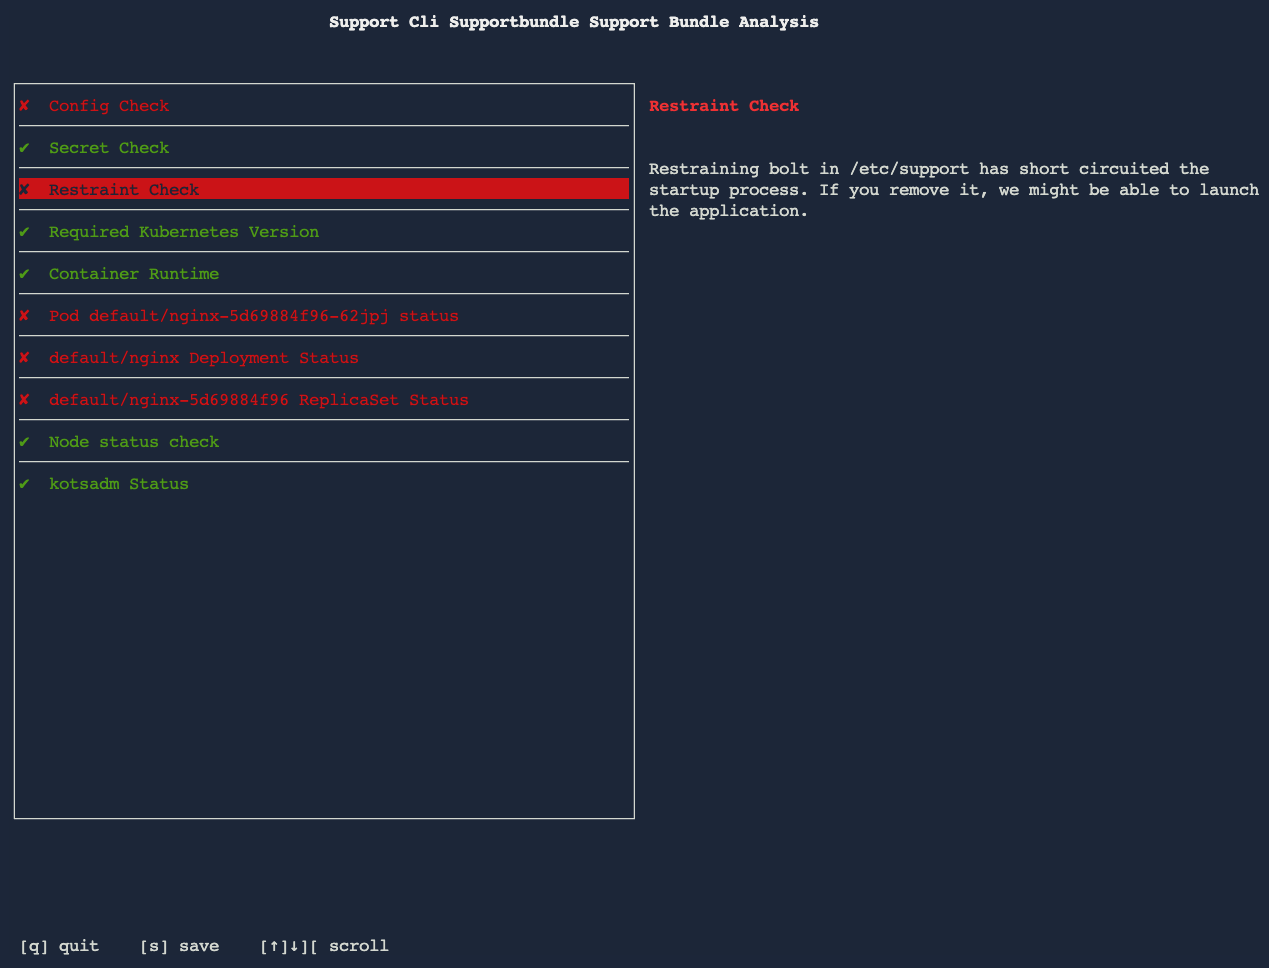 Support Cli Supportbundle Support Bundle Analysis
✘ Config Check
✔ Secret Check
✘ Restraint Check
✔ Required Kubernetes Version
✔ Container Runtime
✘ Pod default/nginx-5d69884f96-62jpj status
✘ default/nginx Deployment Status
✘ default/nginx-5d69884f96 ReplicaSet Status
✔ Node status check
✔ kotsadm Status
Restraint Check
Restraining bolt in /etc/support has short circuited the
startup process. If you remove it, we might be able to launch
the application.
[q] quit    [s] save    [↑]↓][ scroll